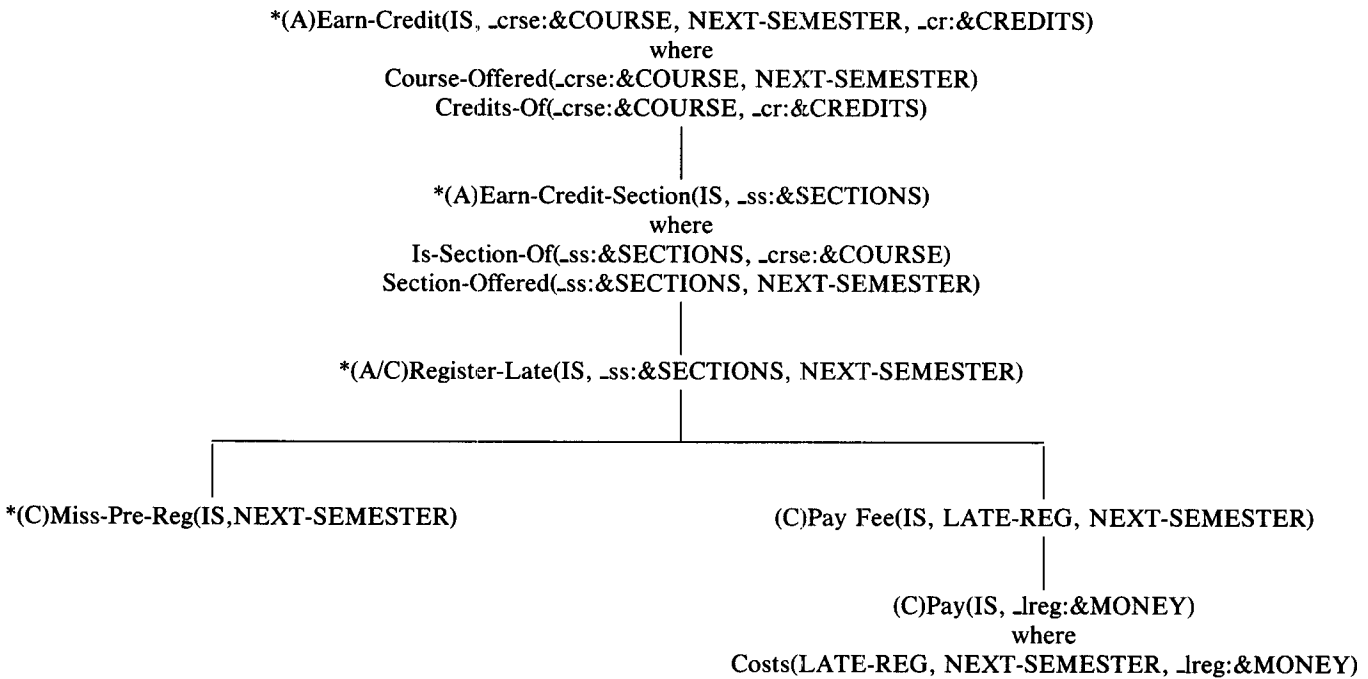 *(A)Earn-Credit(IS, _crse:&COURSE, NEXT-SEMESTER, _cr:&CREDITS)
where
Course-Offered(_crse:&COURSE, NEXT-SEMESTER)
Credits-Of(_crse:&COURSE, _cr:&CREDITS)
*(A)Earn-Credit-Section(IS, _ss:&SECTIONS)
where
Is-Section-Of(_ss:&SECTIONS, _crse:&COURSE)
Section-Offered(_ss:&SECTIONS, NEXT-SEMESTER)
*(A/C)Register-Late(IS, _ss:&SECTIONS, NEXT-SEMESTER)
*(C)Miss-Pre-Reg(IS,NEXT-SEMESTER)
(C)Pay Fee(IS, LATE-REG, NEXT-SEMESTER)
(C)Pay(IS, _lreg:&MONEY)
where
Costs(LATE-REG, NEXT-SEMESTER, _lreg:&MONEY)